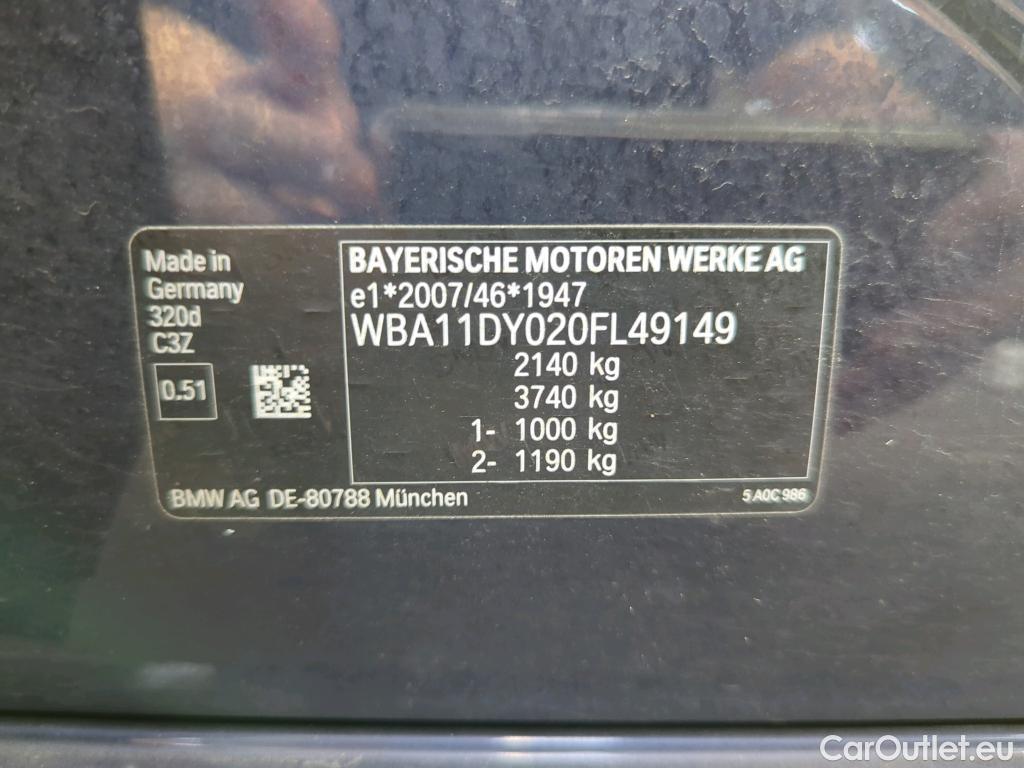 Made in
Germany
320d
C3Z
0.51
BAYERISCHE MOTOREN WERKE AG
e1*2007/46*1947
WBA11DY020FL49149
2140 kg
3740 kg
1- 1000 kg
2- 1190 kg
BMW AG DE-80788 München
5 A0C 986
CarOutlet.eu